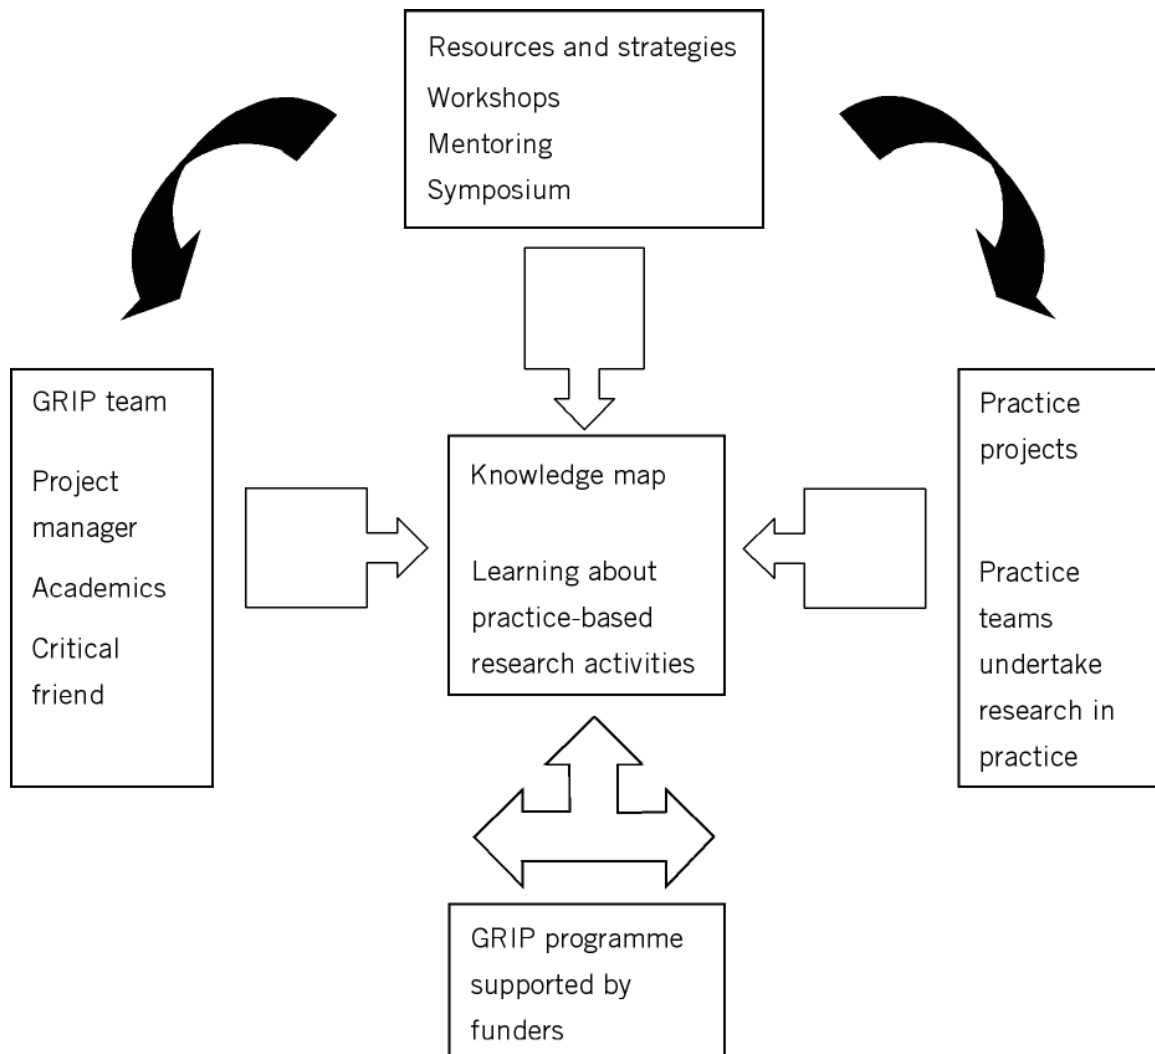 Resources and strategies
Workshops
Mentoring
Symposium
GRIP team
Project
manager
Academics
Critical
friend
Knowledge map
Learning about
practice-based
research activities
Practice
projects
Practice
teams
undertake
research in
practice
GRIP programme
supported by
funders